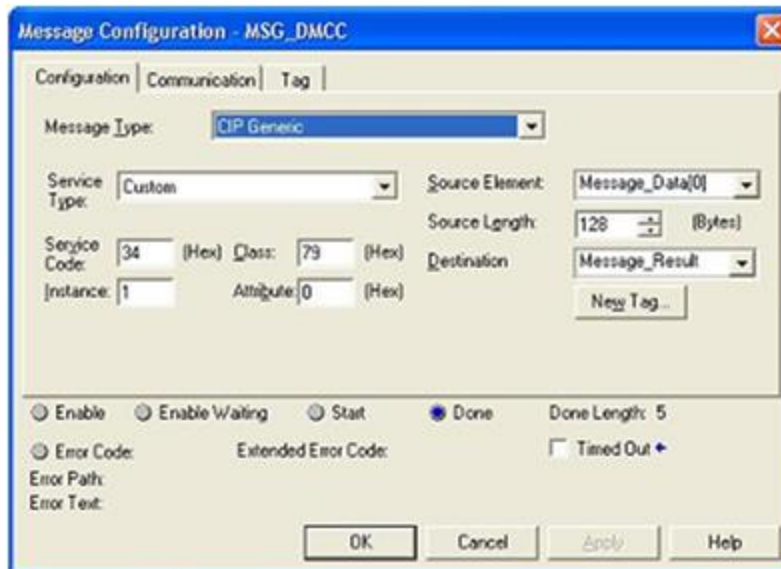 Message Configuration - MSG_DMCC
Configuration Communication Tag
Message Type: CIP Generic
Service Type: Custom
Source Element: Message_Data[0]
Source Length: 128 (Bytes)
Service Code: 34 (Hex) Class: 79 (Hex)
Destination Message_Result
Instance: 1 Attribute: 0 (Hex)
New Tag...
Enable Enable Waiting Start Done Done Length: 5
Error Code: Extended Error Code: Timed Out
Error Path:
Error Text:
OK Cancel Apply Help